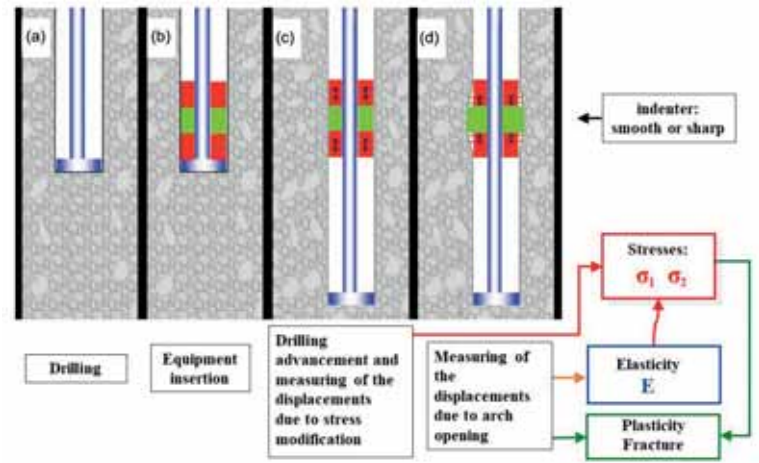 (a)
(b)
(c)
(d)
indenter:
smooth or sharp
Stresses:
σ1 σ2
Drilling
Equipment
insertion
Drilling
advancement and
measuring of the
displacements
due to stress
modification
Measuring of
the
displacements
due to arch
opening
Elasticity
E
Plasticity
Fracture